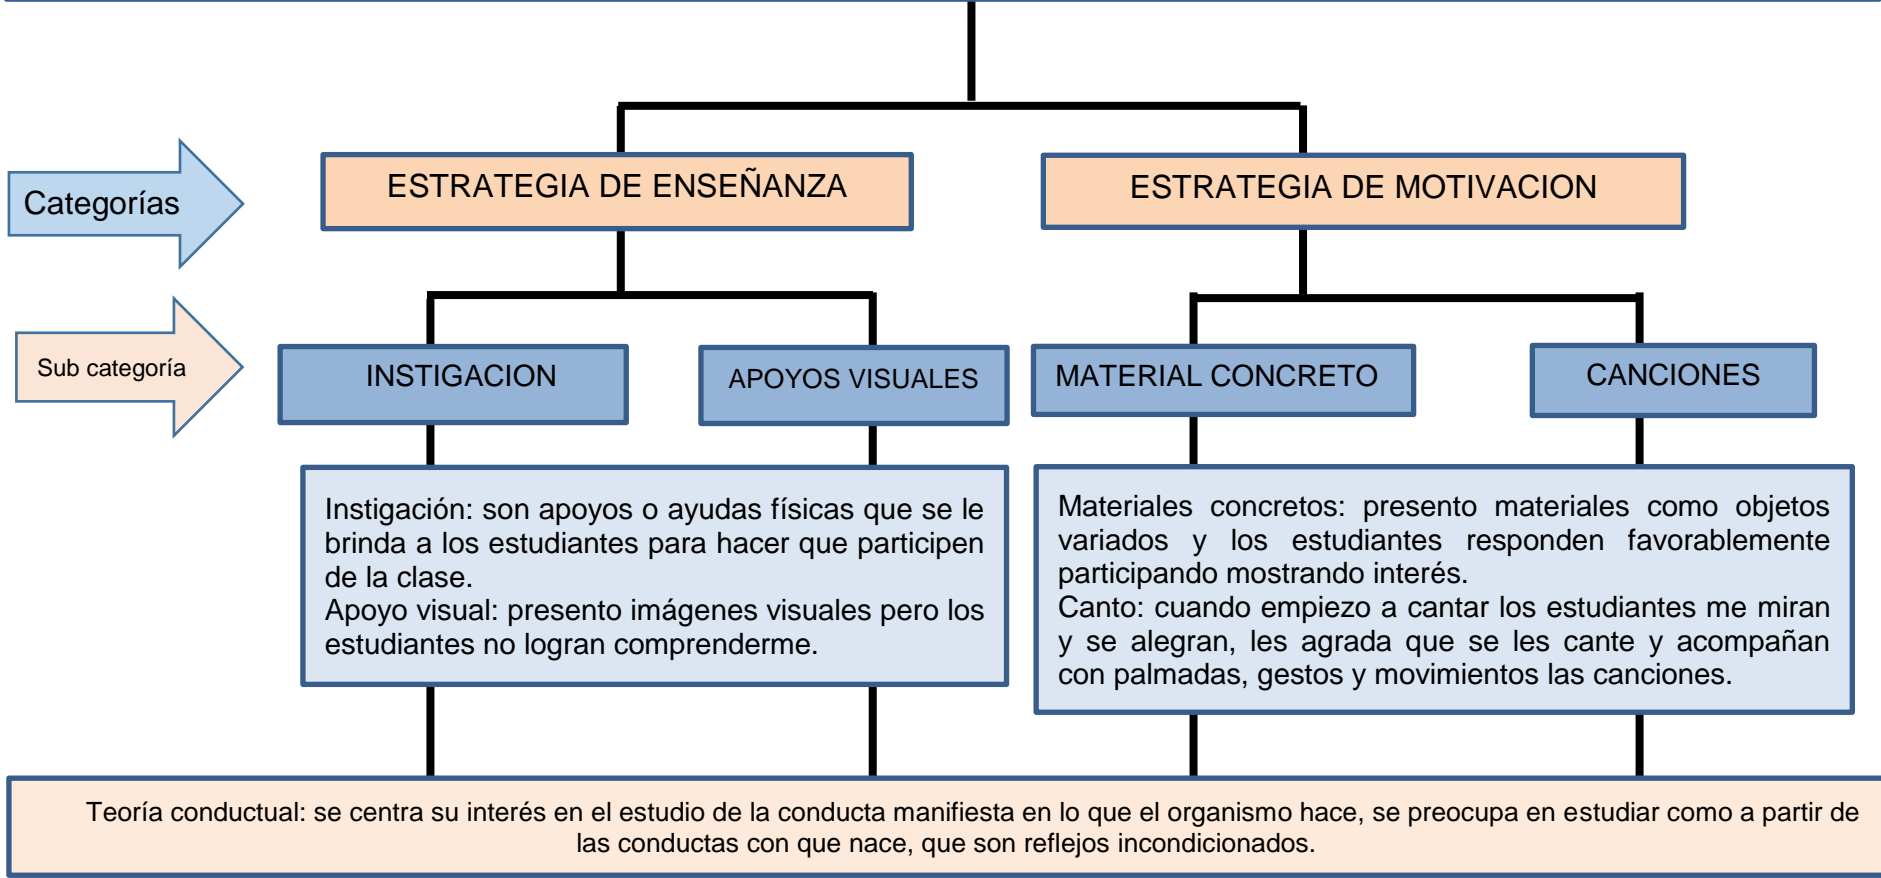 Categorías
ESTRATEGIA DE ENSEÑANZA
ESTRATEGIA DE MOTIVACION
Sub categoría
INSTIGACION
APOYOS VISUALES
MATERIAL CONCRETO
CANCIONES
Instigación: son apoyos o ayudas físicas que se le
brinda a los estudiantes para hacer que participen
de la clase.
Apoyo visual: presento imágenes visuales pero los
estudiantes no logran comprenderme.
Materiales concretos: presento materiales como objetos
variados y los estudiantes responden favorablemente
participando mostrando interés.
Canto: cuando empiezo a cantar los estudiantes me miran
y se alegran, les agrada que se les cante y acompañan
con palmadas, gestos y movimientos las canciones.
Teoría conductual: se centra su interés en el estudio de la conducta manifiesta en lo que el organismo hace, se preocupa en estudiar como a partir de
las conductas con que nace, que son reflejos incondicionados.